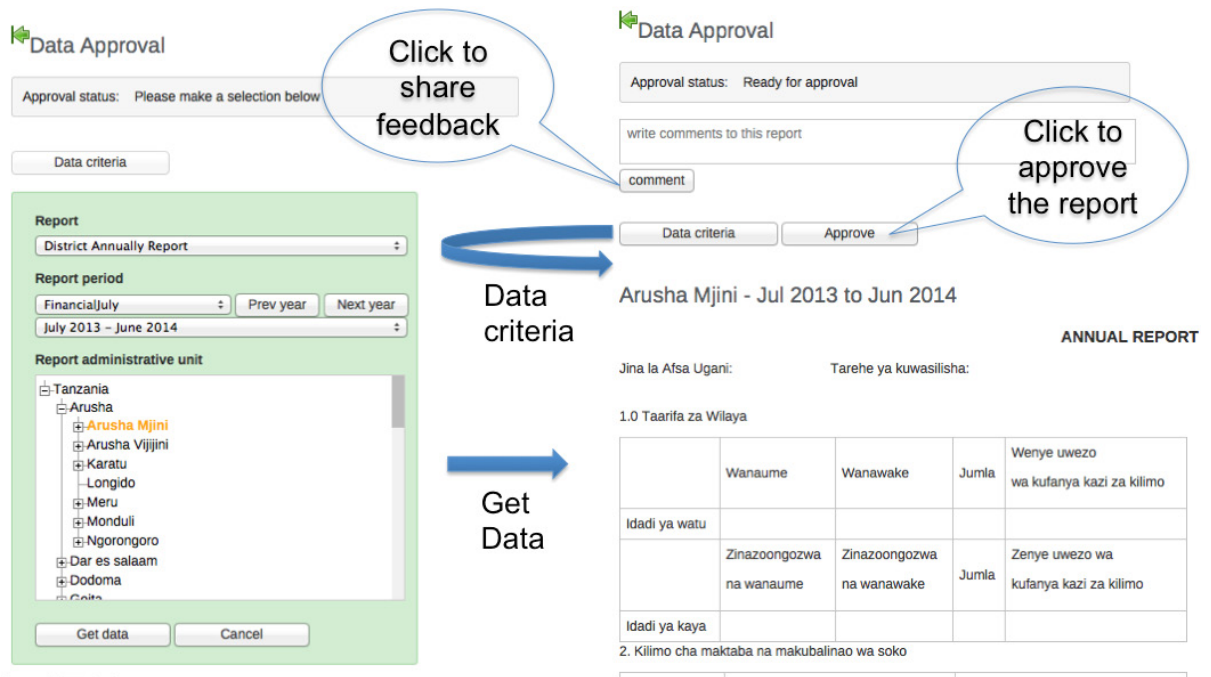 Data Approval
Approval status: Please make a selection below
Data criteria
Report
District Annually Report
Report period
FinancialJuly
Prev year
Next year
July 2013 – June 2014
Report administrative unit
Tanzania
Arusha
Arusha Mjini
Arusha Vijijini
Karatu
Longido
Meru
Monduli
Ngorongoro
Dar es salaam
Dodoma
Geita
Get data
Cancel
Click to
share
feedback
Data
criteria
Get
Data
Data Approval
Approval status: Ready for approval
write comments to this report
comment
Click to
approve
the report
Data criteria
Approve
Arusha Mjini - Jul 2013 to Jun 2014
ANNUAL REPORT
Jina la Afsa Ugani: Tarehe ya kuwasilisha:
1.0 Taarifa za Wilaya
Wanaume
Wanawake
Jumla
Wenye uwezo
wa kufanya kazi za kilimo
Idadi ya watu
Zinazoongozwa
na wanaume
Zinazoongozwa
na wanawake
Jumla
Zenye uwezo wa
kufanya kazi za kilimo
Idadi ya kaya
2. Kilimo cha maktaba na makubalinao wa soko